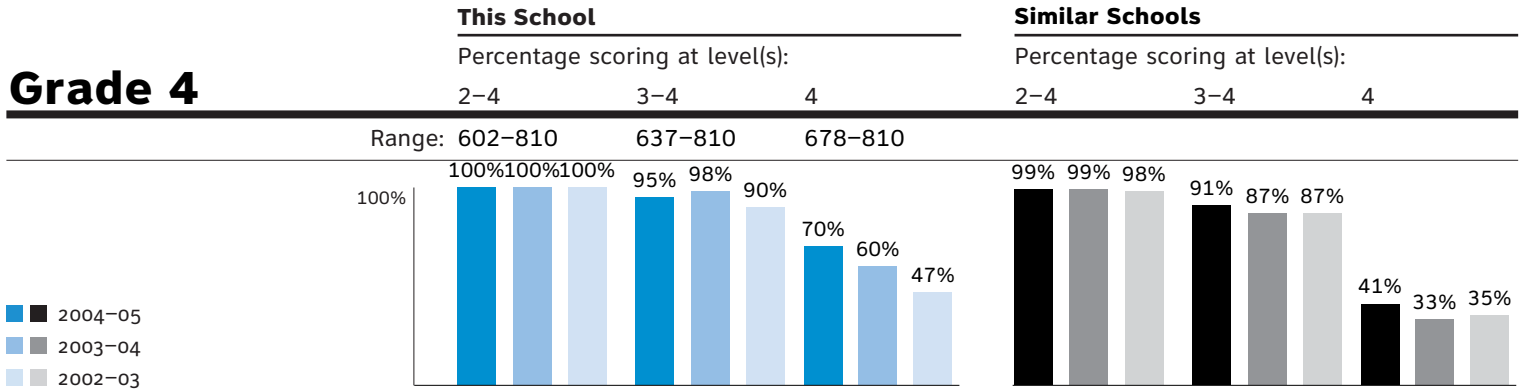 This School Similar Schools
Percentage scoring at level(s): Percentage scoring at level(s):
Grade 4 2–4 3–4 4 2–4 3–4 4
Range: 602–810 637–810 678–810
100% 100% 100% 95% 98% 90% 70% 60% 47% 99% 99% 98% 91% 87% 87% 41% 33% 35%
100%
2004–05
2003–04
2002–03